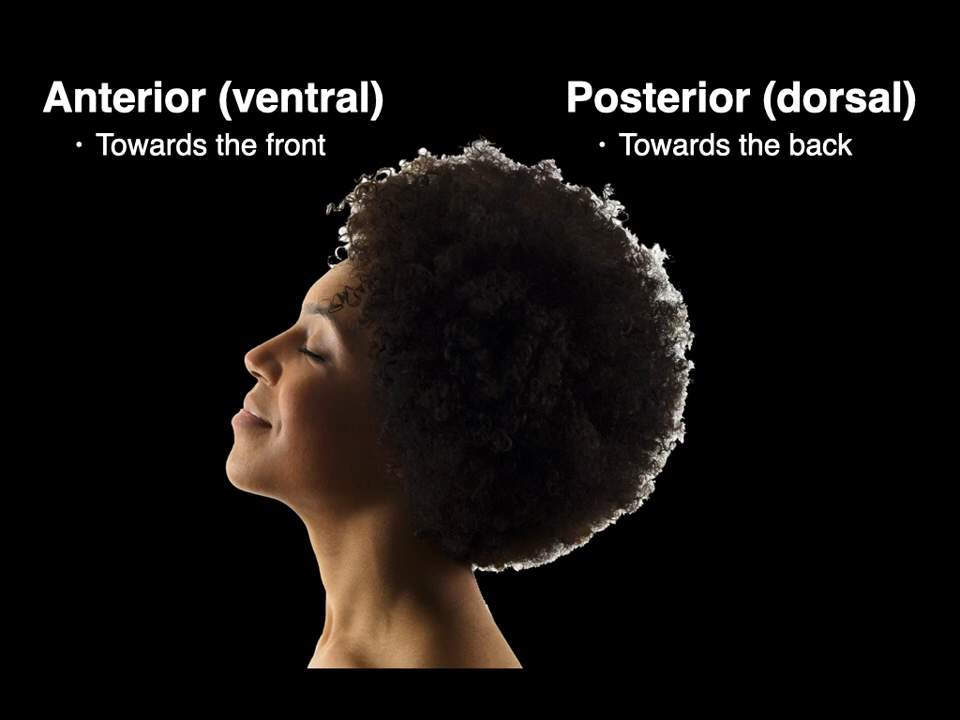 Anterior (ventral)
• Towards the front
Posterior (dorsal)
• Towards the back